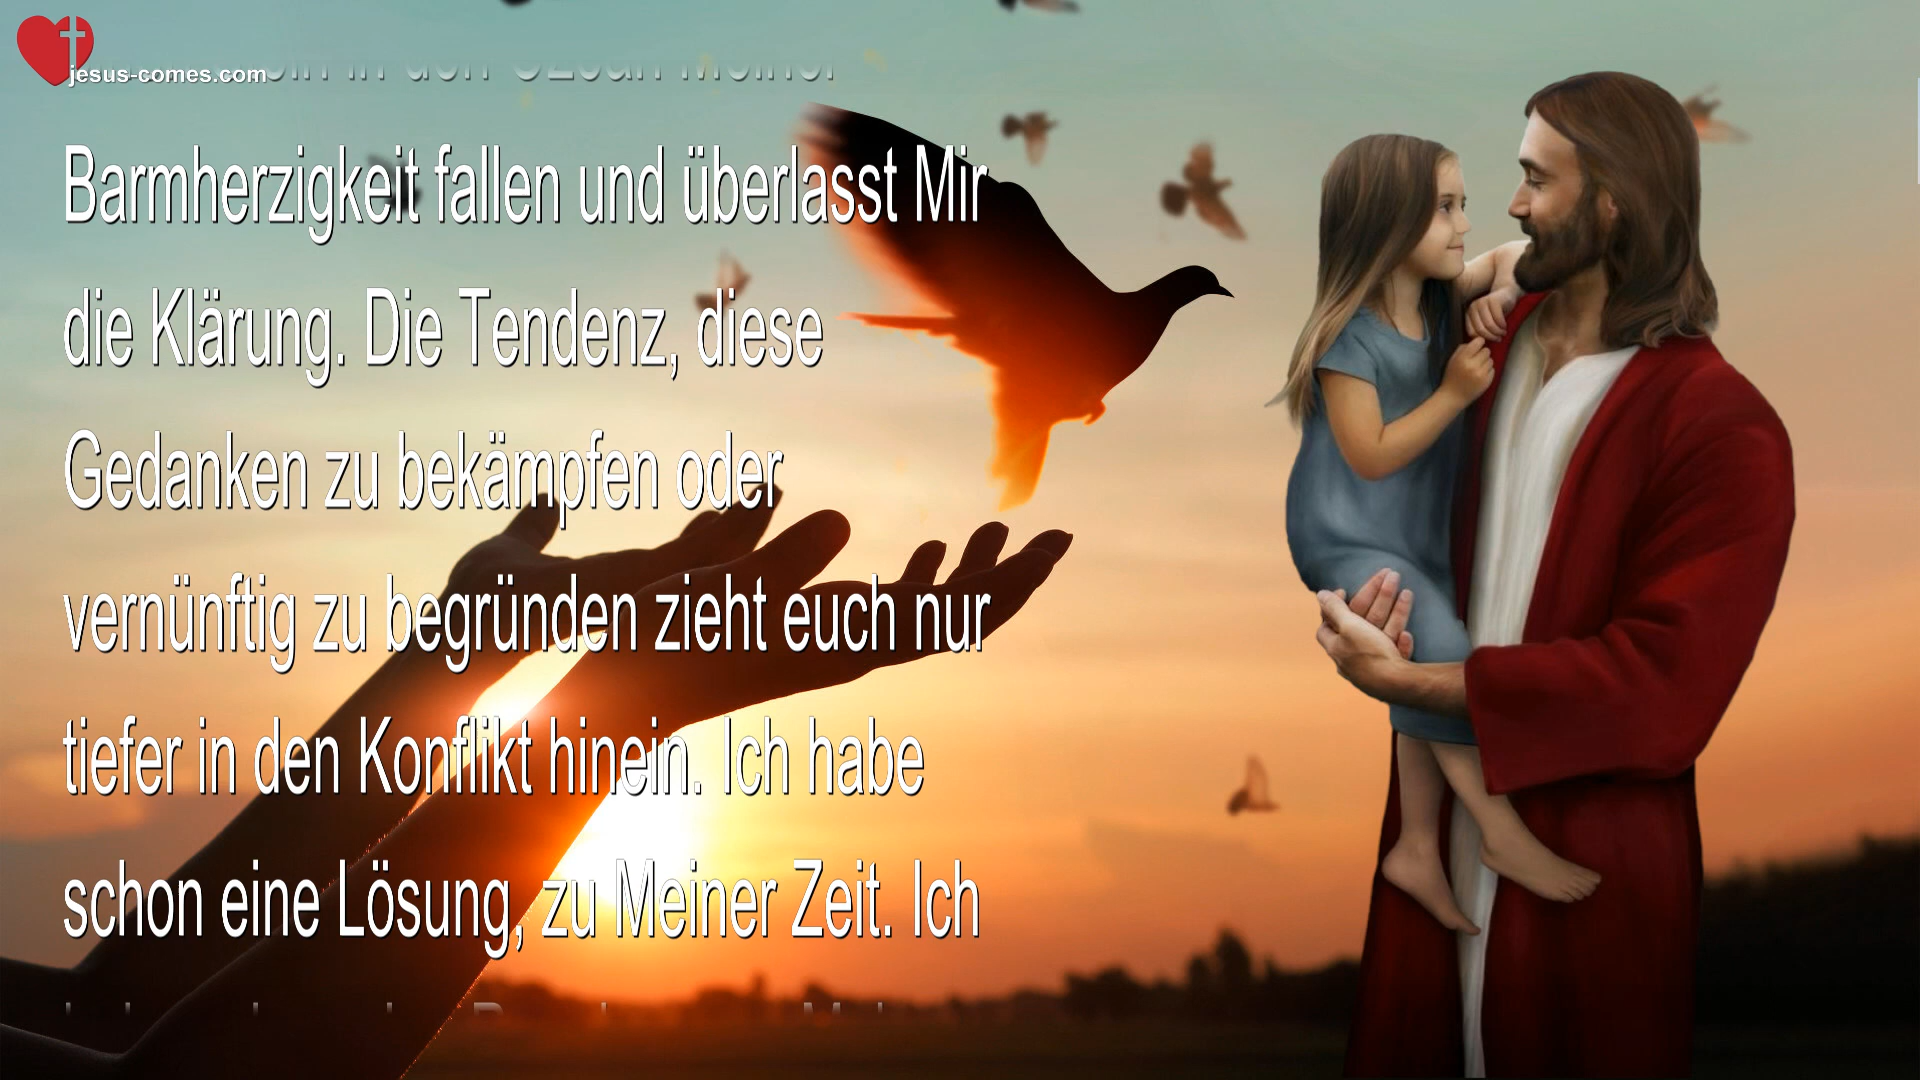 jesus-comes.com
Barmherzigkeit fallen und überlasst Mir
die Klärung. Die Tendenz, diese
Gedanken zu bekämpfen oder
vernünftig zu begründen zieht euch nur
tiefer in den Konflikt hinein. Ich habe
schon eine Lösung, zu Meiner Zeit. Ich